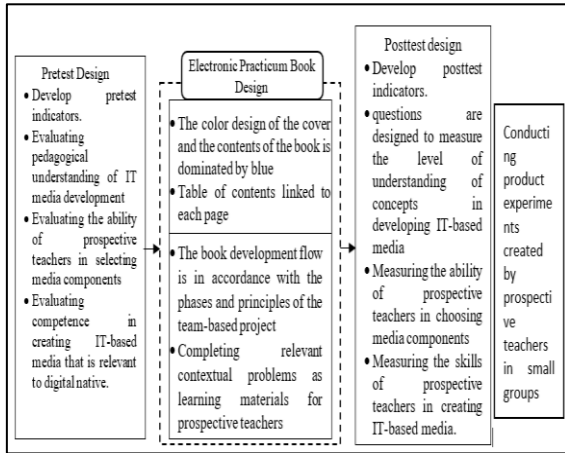 Pretest Design
• Develop pretest
indicators.
• Evaluating
pedagogical
understanding of IT
media development
• Evaluating the ability
of prospective
teachers in selecting
media components
• Evaluating
competence in
creating IT-based
media that is relevant
to digital native.
Electronic Practicum Book
Design
• The color design of the cover
and the contents of the book is
dominated by blue
• Table of contents linked to
each page
• The book development flow
is in accordance with the
phases and principles of the
team-based project
• Completing relevant
contextual problems as
learning materials for
prospective teachers
Posttest design
• Develop posttest
indicators.
• questions are
designed to measure
the level of
understanding of
concepts in
developing IT-based
media
• Measuring the ability
of prospective
teachers in choosing
media components
• Measuring the skills
of prospective
teachers in creating
IT-based media.
Conducti
ng
product
experime
nts
created
by
prospecti
ve
teachers
in small
groups